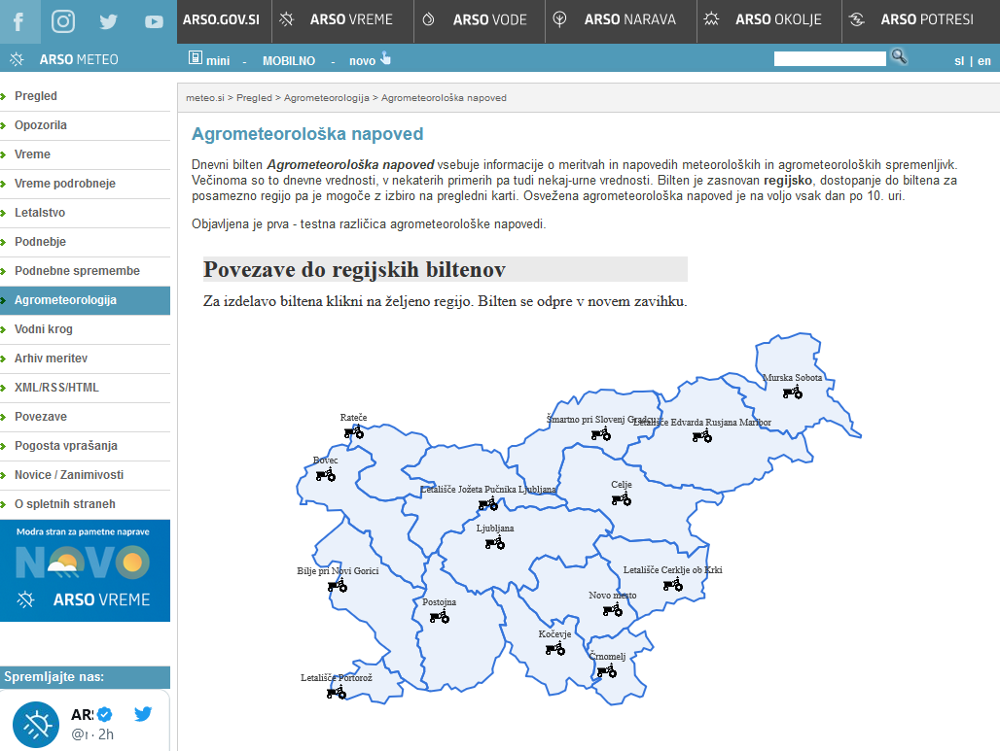 ARSO.GOV.SI ARSO VREME ARSO VODE ARSO NARAVA ARSO OKOLJE ARSO POTRESI
ARSO METEO
mini - MOBILNO - novo
sl | en
Pregled
Opozorila
Vreme
Vreme podrobneje
Letalstvo
Podnebje
Podnebne spremembe
Agrometeorologija
Vodni krog
Arhiv meritev
XML/RSS/HTML
Povezave
Pogosta vprašanja
Novice / Zanimivosti
O spletnih straneh
Modra stran za pametne naprave
NOVO
ARSO VREME
Spremljajte nas:
2h
meteo.si > Pregled > Agrometeorologija > Agrometeorološka napoved
Agrometeorološka napoved
Dnevni bilten Agrometeorološka napoved vsebuje informacije o meritvah in napovedih meteoroloških in agrometeoroloških spremenljivk.
Večinoma so to dnevne vrednosti, v nekaterih primerih pa tudi nekaj-urne vrednosti. Bilten je zasnovan regijsko, dostopanje do biltena za
posamezno regijo pa je mogoče z izbiro na pregledni karti. Osvežena agrometeorološka napoved je na voljo vsak dan po 10. uri.
Objavljena je prva - testna različica agrometeorološke napovedi.
Povezave do regijskih biltenov
Za izdelavo biltena klikni na željeno regijo. Bilten se odpre v novem zavihku.
Murska Sobota
Rateče
Šmartno pri Slovenj Gradcu
Letališče Edvarda Rusjana Maribor
Bovec
Celje
Letališče Jožeta Pučnika Ljubljana
Ljubljana
Bilje pri Novi Gorici
Letališče Cerklje ob Krki
Novo mesto
Postojna
Kočevje
Črnomelj
Letališče Portorož